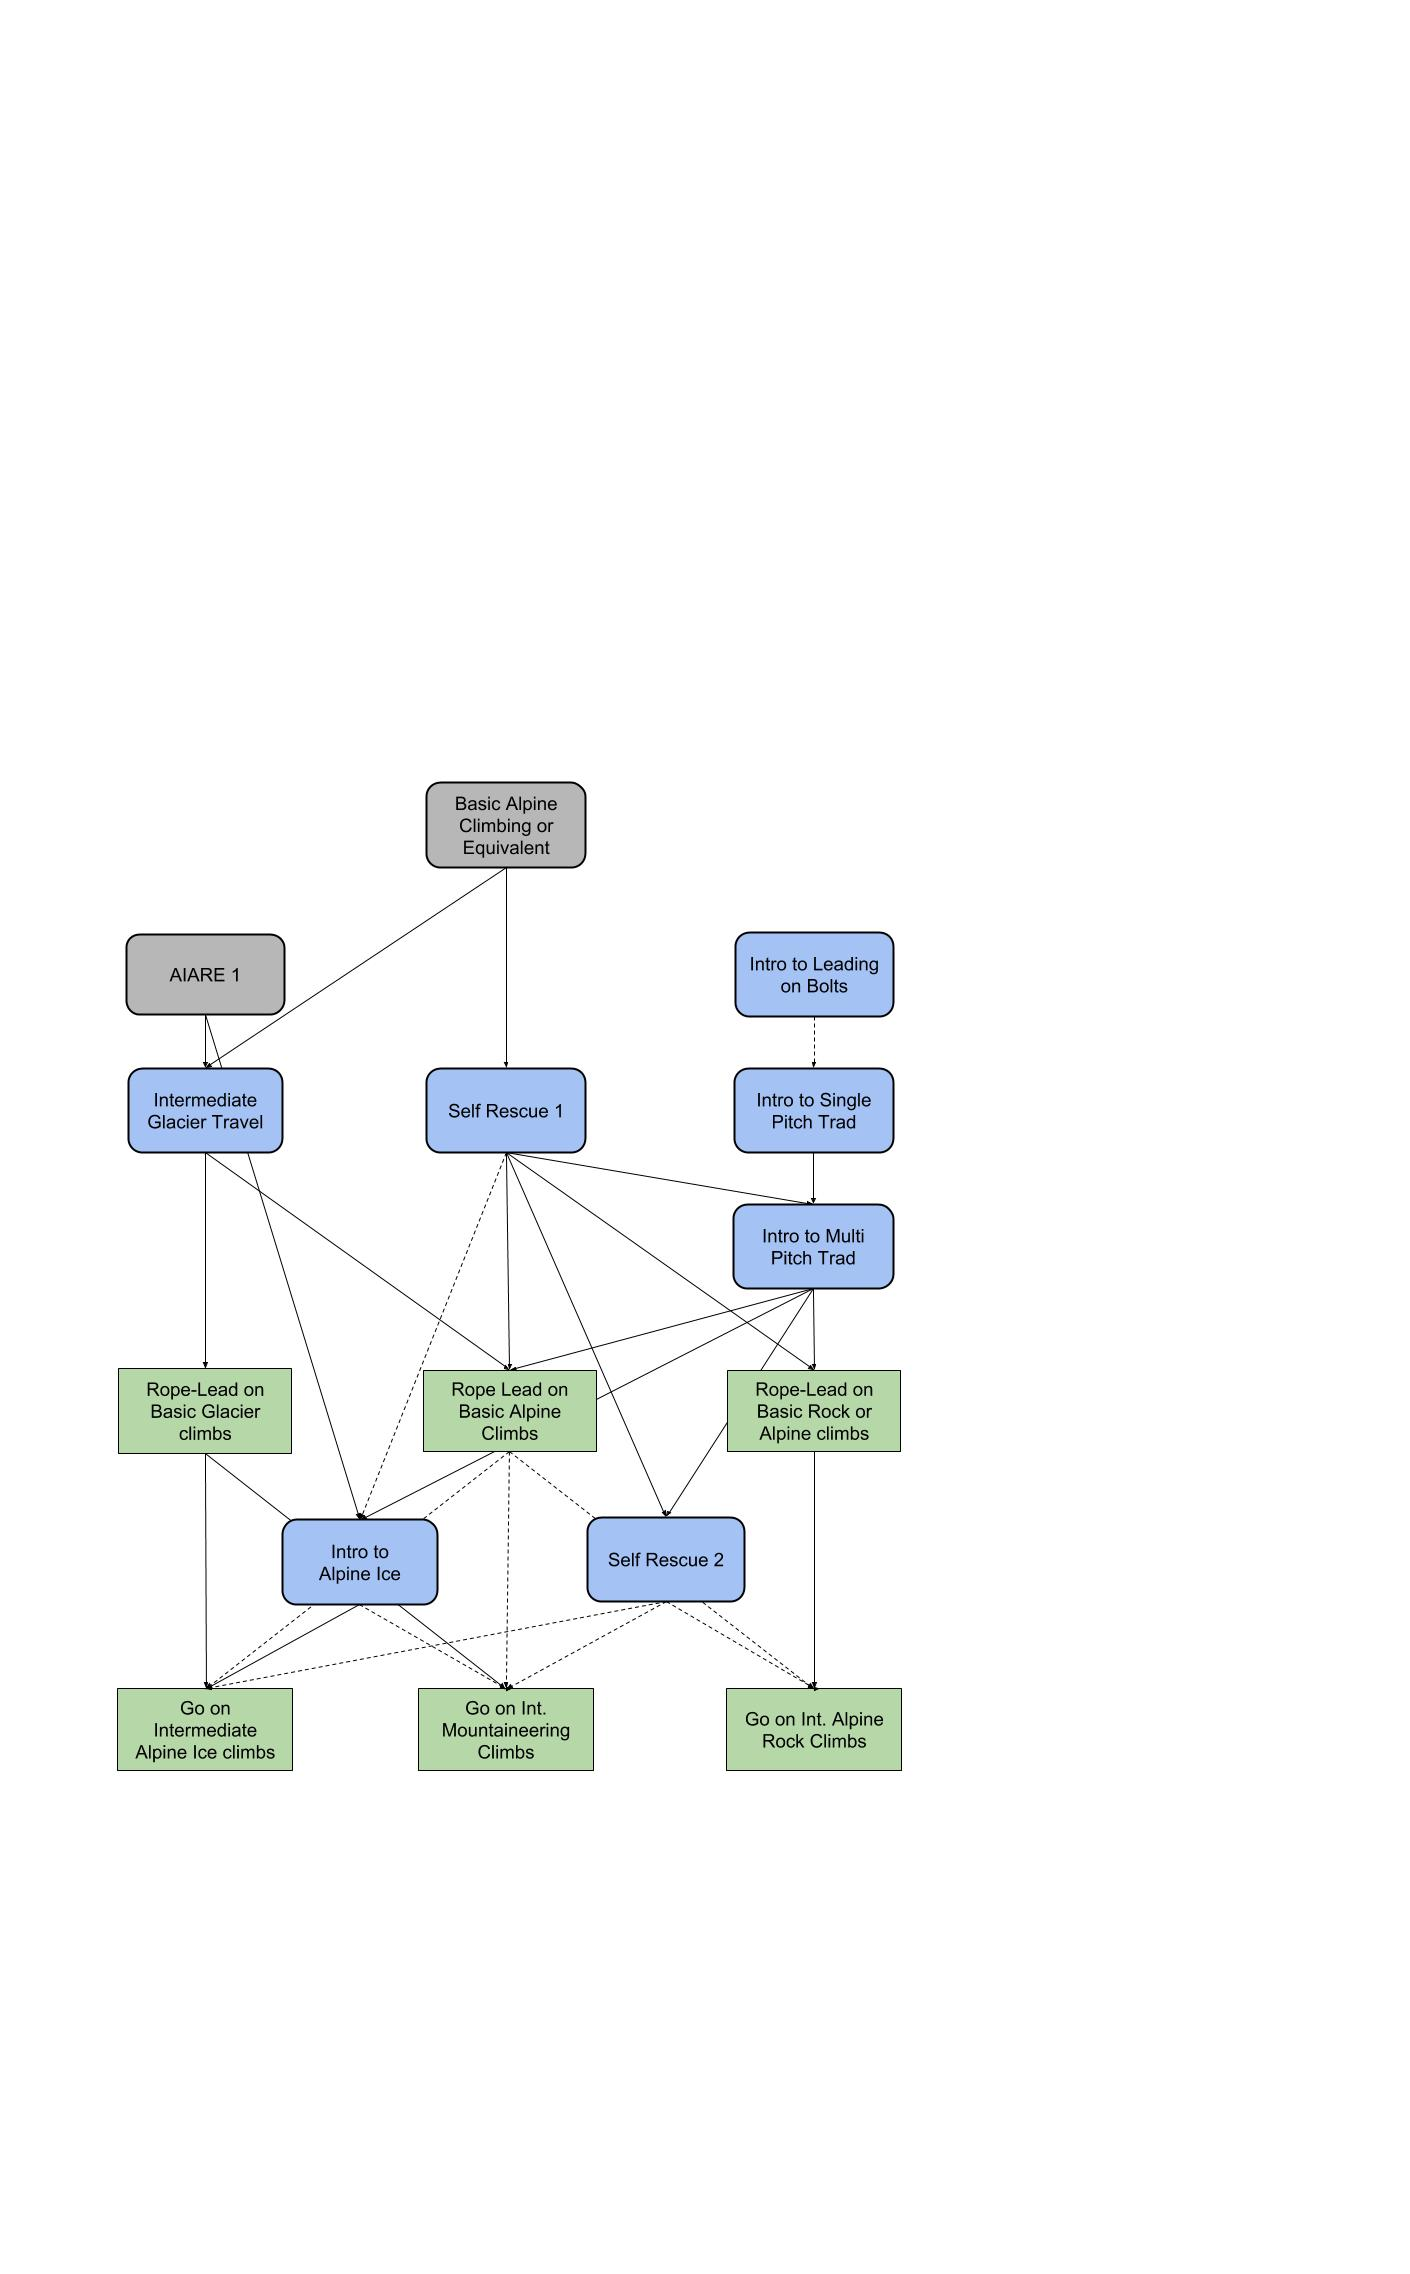 Basic Alpine
Climbing or
Equivalent
AIARE 1
Intro to Leading
on Bolts
Intermediate
Glacier Travel
Self Rescue 1
Intro to Single
Pitch Trad
Intro to Multi
Pitch Trad
Rope-Lead on
Basic Glacier
climbs
Rope Lead on
Basic Alpine
Climbs
Rope-Lead on
Basic Rock or
Alpine climbs
Intro to
Alpine Ice
Self Rescue 2
Go on
Intermediate
Alpine Ice climbs
Go on Int.
Mountaineering
Climbs
Go on Int. Alpine
Rock Climbs